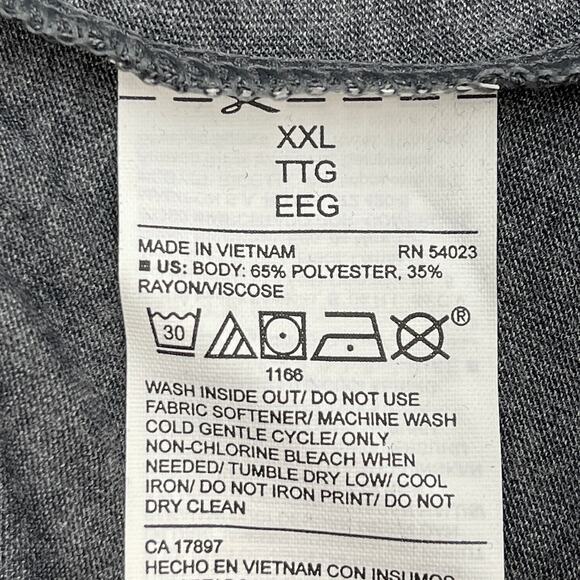 XXL
TTG
EEG
MADE IN VIETNAM RN 54023
US: BODY: 65% POLYESTER, 35%
RAYON/VISCOSE
30
®
1166
WASH INSIDE OUT/ DO NOT USE
FABRIC SOFTENER/ MACHINE WASH
COLD GENTLE CYCLE/ ONLY
NON-CHLORINE BLEACH WHEN
NEEDED/ TUMBLE DRY LOW/ COOL
IRON/ DO NOT IRON PRINT/ DO NOT
DRY CLEAN
CA 17897
HECHO EN VIETNAM CON INSUMOS